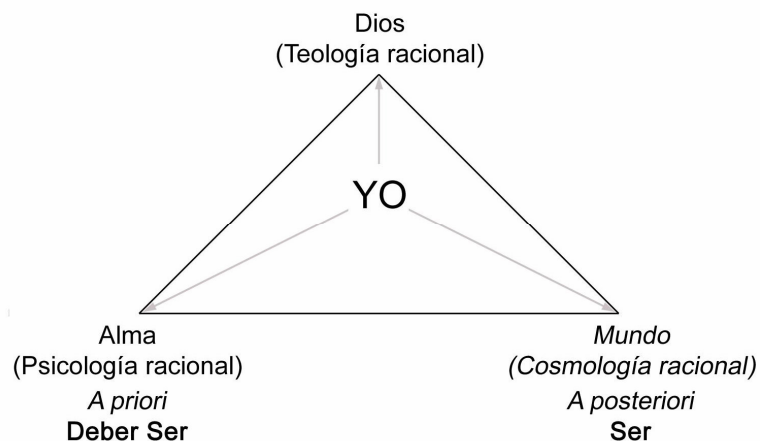 Dios
(Teología racional)
YO
Alma
(Psicología racional)
A priori
Deber Ser
Mundo
(Cosmología racional)
A posteriori
Ser